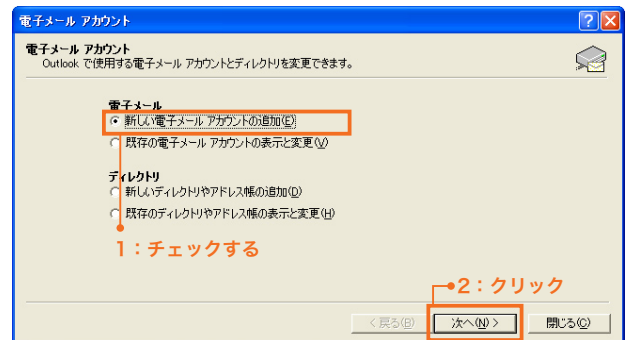 電子メール アカウント
電子メール アカウント
Outlook で使用する電子メール アカウントとディレクトリを変更できます。
電子メール
新しい電子メール アカウントの追加(E)
既存の電子メール アカウントの表示と変更(V)
ディレクトリ
新しいディレクトリやアドレス帳の追加(D)
既存のディレクトリやアドレス帳の表示と変更(H)
1：チェックする
2：クリック
< 戻る(B)
次へ(N) >
閉じる(C)